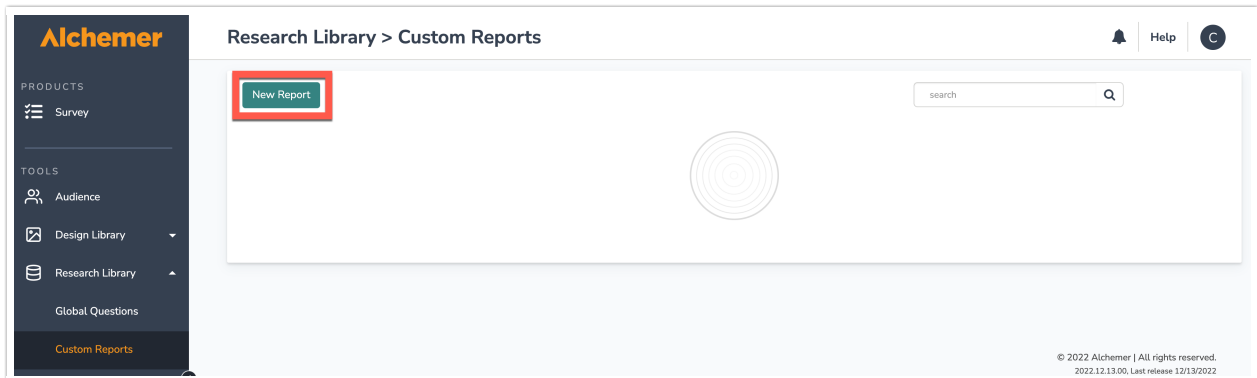 Alchemer
Research Library > Custom Reports
Help
C
PRODUCTS
Survey
TOOLS
Audience
Design Library
Research Library
Global Questions
Custom Reports
New Report
search
© 2022 Alchemer | All rights reserved.
2022.12.13.00, Last release 12/13/2022